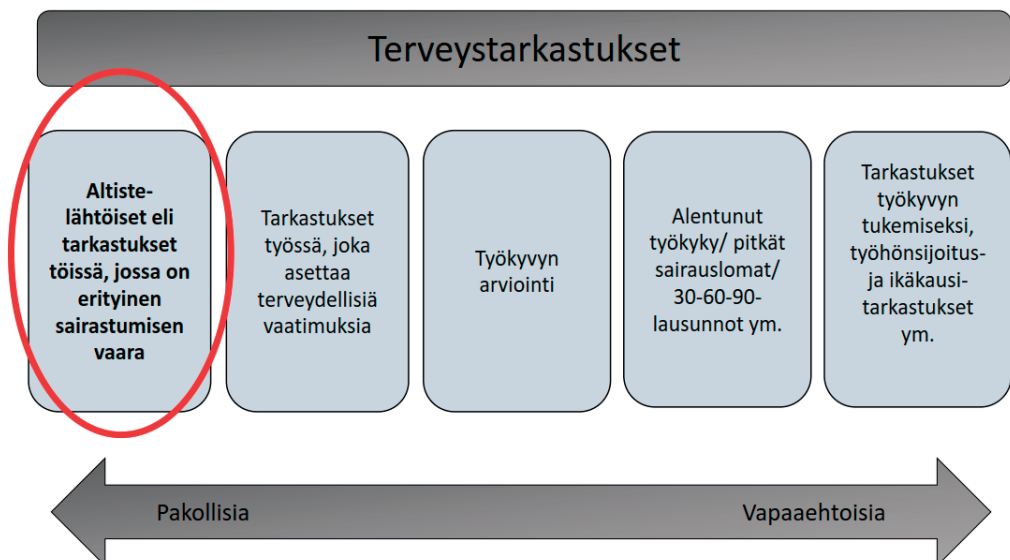 Terveystarkastukset
Altiste-
lähtöiset eli
tarkastukset
töissä, jossa on
erityinen
sairastumisen
vaara
Tarkastukset
työssä, joka
asettaa
terveydellisiä
vaatimuksia
Työkyvyn
arviointi
Alentunut
työkyky/ pitkät
sairauslomat/
30-60-90-
lausunnot ym.
Tarkastukset
työkyvyn
tukemiseksi,
työhönsijoitus-
ja ikäkausi-
tarkastukset
ym.
Pakollisia
Vapaaehtoisia